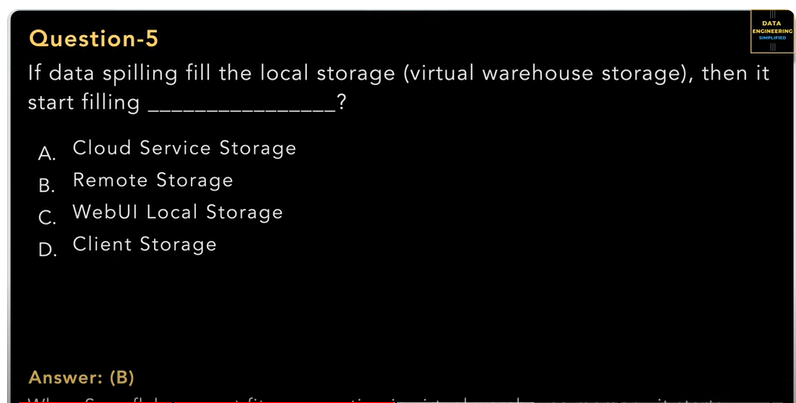 DATA
ENGINEERING
SIMPLIFIED
Question-5
If data spilling fill the local storage (virtual warehouse storage), then it
start filling ________________?
A. Cloud Service Storage
B. Remote Storage
C. WebUI Local Storage
D. Client Storage
Answer: (B)